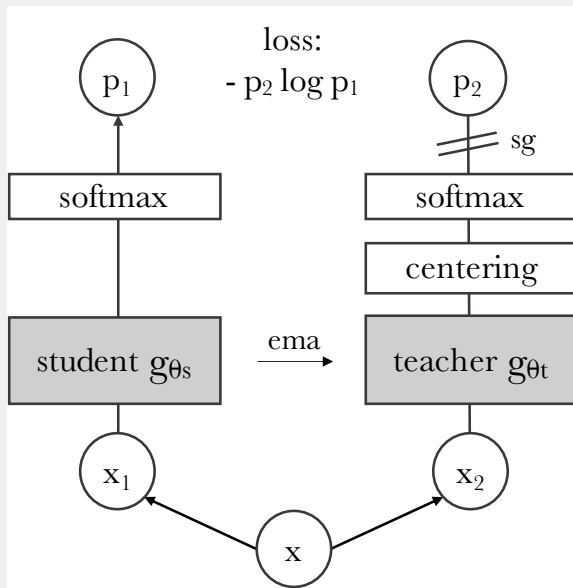 loss:
- p₂ log p₁
p₁
p₂
sg
softmax
softmax
centering
student gθs
ema
teacher gθt
x₁
x₂
x